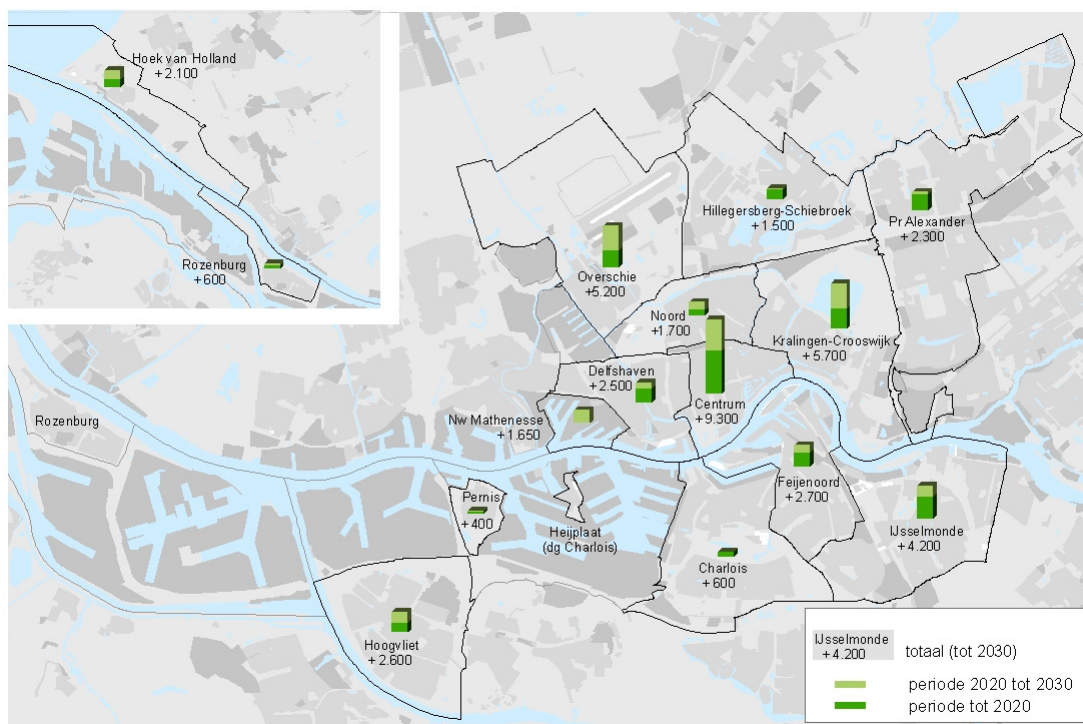 Hoek van Holland
+2.100
Rozenburg
+600
Hillegersberg-Schiebroek
+1.500
Pr Alexander
+2.300
Overschie
+5.200
Noord
+1.700
Kralingen-Crooswijk
+5.700
Delfshaven
+2.500
Centrum
+9.300
Nw Mathenesse
+1.650
Rozenburg
Feijenoord
+2.700
Pernis
+400
Heijplaat
(dg Charlois)
IJsselmonde
+4.200
Charlois
+600
Hoogvliet
+2.600
IJsselmonde
+4.200
totaal (tot 2030)
periode 2020 tot 2030
periode tot 2020